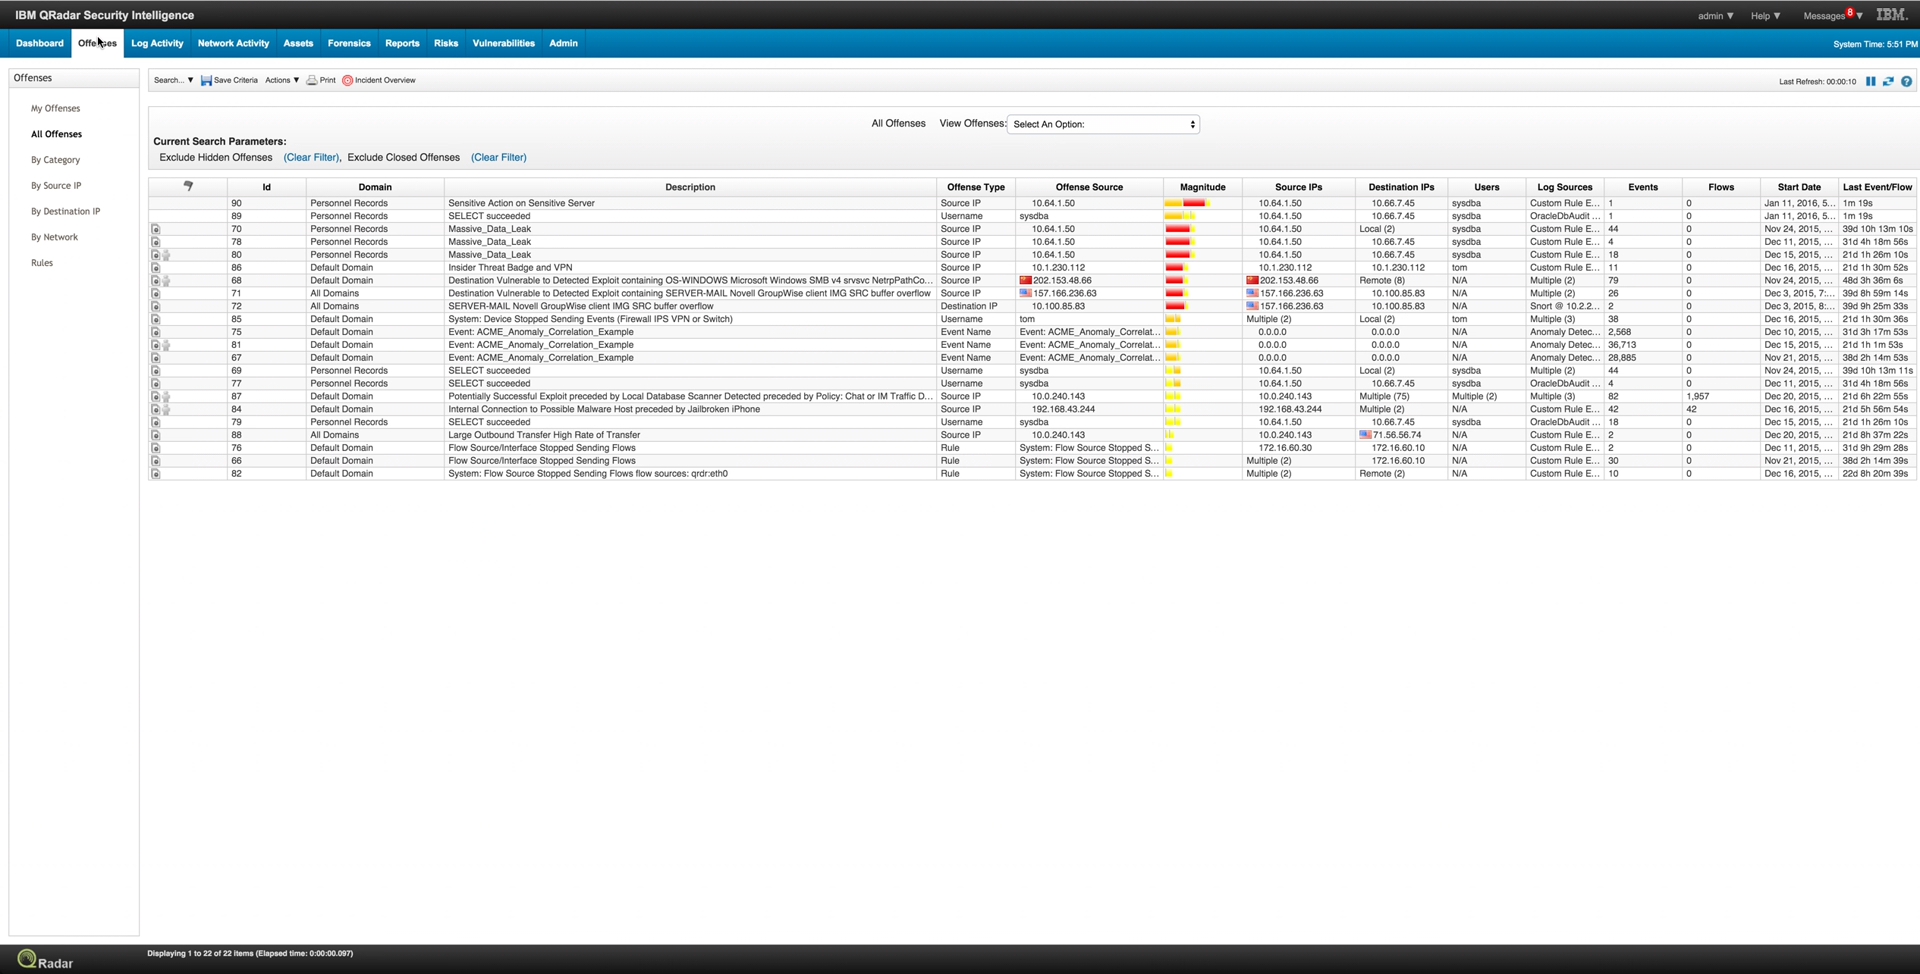 IBM QRadar Security Intelligence
admin ▼ Help ▼ Messages 8 ▼ IBM.
Dashboard Offenses Log Activity Network Activity Assets Forensics Reports Risks Vulnerabilities Admin System Time: 5:51 PM
Offenses
My Offenses
All Offenses
By Category
By Source IP
By Destination IP
By Network
Rules
Search... ▼ Save Criteria Actions ▼ Print Incident Overview Last Refresh: 00:00:10
All Offenses View Offenses: Select An Option:
Current Search Parameters:
Exclude Hidden Offenses (Clear Filter), Exclude Closed Offenses (Clear Filter)
Id Domain Description Offense Type Offense Source Magnitude Source IPs Destination IPs Users Log Sources Events Flows Start Date Last Event/Flow
90 Personnel Records Sensitive Action on Sensitive Server Source IP 10.64.1.50 10.64.1.50 10.66.7.45 sysdba Custom Rule E... 1 0 Jan 11, 2016, 5... 1m 19s
89 Personnel Records SELECT succeeded Username sysdba 10.64.1.50 10.66.7.45 sysdba OracleDbAudit ... 1 0 Jan 11, 2016, 5... 1m 19s
70 Personnel Records Massive_Data_Leak Source IP 10.64.1.50 10.64.1.50 Local (2) sysdba Custom Rule E... 44 0 Nov 24, 2015, ... 39d 10h 13m 10s
78 Personnel Records Massive_Data_Leak Source IP 10.64.1.50 10.64.1.50 10.66.7.45 sysdba Custom Rule E... 4 0 Dec 11, 2015, ... 31d 4h 18m 56s
80 Personnel Records Massive_Data_Leak Source IP 10.64.1.50 10.64.1.50 10.66.7.45 sysdba Custom Rule E... 18 0 Dec 15, 2015, ... 21d 1h 26m 10s
86 Default Domain Insider Threat Badge and VPN Source IP 10.1.230.112 10.1.230.112 10.1.230.112 tom Custom Rule E... 11 0 Dec 16, 2015, ... 21d 1h 30m 52s
68 Default Domain Destination Vulnerable to Detected Exploit containing OS-WINDOWS Microsoft Windows SMB v4 srvsvc NetrpPathCo... Source IP 202.153.48.66 202.153.48.66 Remote (8) N/A Multiple (2) 79 0 Nov 24, 2015, ... 48d 3h 36m 6s
71 All Domains Destination Vulnerable to Detected Exploit containing SERVER-MAIL Novell GroupWise client IMG SRC buffer overflow Source IP 157.166.236.63 157.166.236.63 10.100.85.83 N/A Multiple (2) 26 0 Dec 3, 2015, 7:... 39d 8h 59m 14s
72 All Domains SERVER-MAIL Novell GroupWise client IMG SRC buffer overflow Destination IP 10.100.85.83 157.166.236.63 10.100.85.83 N/A Snort @ 10.2.2... 2 0 Dec 3, 2015, 8:... 39d 9h 25m 33s
85 Default Domain System: Device Stopped Sending Events (Firewall IPS VPN or Switch) Username tom Multiple (2) Local (2) tom Multiple (3) 38 0 Dec 16, 2015, ... 21d 1h 30m 36s
75 Default Domain Event: ACME_Anomaly_Correlation_Example Event Name Event: ACME_Anomaly_Correlat... 0.0.0.0 0.0.0.0 N/A Anomaly Detec... 2,568 0 Dec 10, 2015, ... 31d 3h 17m 53s
81 Default Domain Event: ACME_Anomaly_Correlation_Example Event Name Event: ACME_Anomaly_Correlat... 0.0.0.0 0.0.0.0 N/A Anomaly Detec... 36,713 0 Dec 15, 2015, ... 21d 1h 1m 53s
67 Default Domain Event: ACME_Anomaly_Correlation_Example Event Name Event: ACME_Anomaly_Correlat... 0.0.0.0 0.0.0.0 N/A Anomaly Detec... 28,885 0 Nov 21, 2015, ... 38d 2h 14m 53s
69 Personnel Records SELECT succeeded Username sysdba 10.64.1.50 Local (2) sysdba Multiple (2) 44 0 Nov 24, 2015, ... 39d 10h 13m 11s
77 Personnel Records SELECT succeeded Username sysdba 10.64.1.50 10.66.7.45 sysdba OracleDbAudit ... 4 0 Dec 11, 2015, ... 31d 4h 18m 56s
87 Default Domain Potentially Successful Exploit preceded by Local Database Scanner Detected preceded by Policy: Chat or IM Traffic D... Source IP 10.0.240.143 10.0.240.143 Multiple (75) Multiple (2) Multiple (3) 82 1,957 Dec 20, 2015, ... 21d 6h 22m 55s
84 Default Domain Internal Connection to Possible Malware Host preceded by Jailbroken iPhone Source IP 192.168.43.244 192.168.43.244 Multiple (2) N/A Custom Rule E... 42 42 Dec 16, 2015, ... 21d 5h 56m 54s
79 Personnel Records SELECT succeeded Username sysdba 10.64.1.50 10.66.7.45 sysdba OracleDbAudit ... 18 0 Dec 15, 2015, ... 21d 1h 26m 10s
88 All Domains Large Outbound Transfer High Rate of Transfer Source IP 10.0.240.143 10.0.240.143 71.56.56.74 N/A Custom Rule E... 2 0 Dec 20, 2015, ... 21d 8h 37m 22s
76 Default Domain Flow Source/Interface Stopped Sending Flows Rule System: Flow Source Stopped S... 172.16.60.30 172.16.60.10 N/A Custom Rule E... 2 0 Dec 11, 2015, ... 31d 9h 29m 28s
66 Default Domain Flow Source/Interface Stopped Sending Flows Rule System: Flow Source Stopped S... Multiple (2) 172.16.60.10 N/A Custom Rule E... 30 0 Nov 21, 2015, ... 38d 2h 14m 39s
82 Default Domain System: Flow Source Stopped Sending Flows flow sources: qrdr:eth0 Rule System: Flow Source Stopped S... Multiple (2) Remote (2) N/A Custom Rule E... 10 0 Dec 16, 2015, ... 22d 8h 20m 39s
QRadar Displaying 1 to 22 of 22 items (Elapsed time: 0:00:00.097)